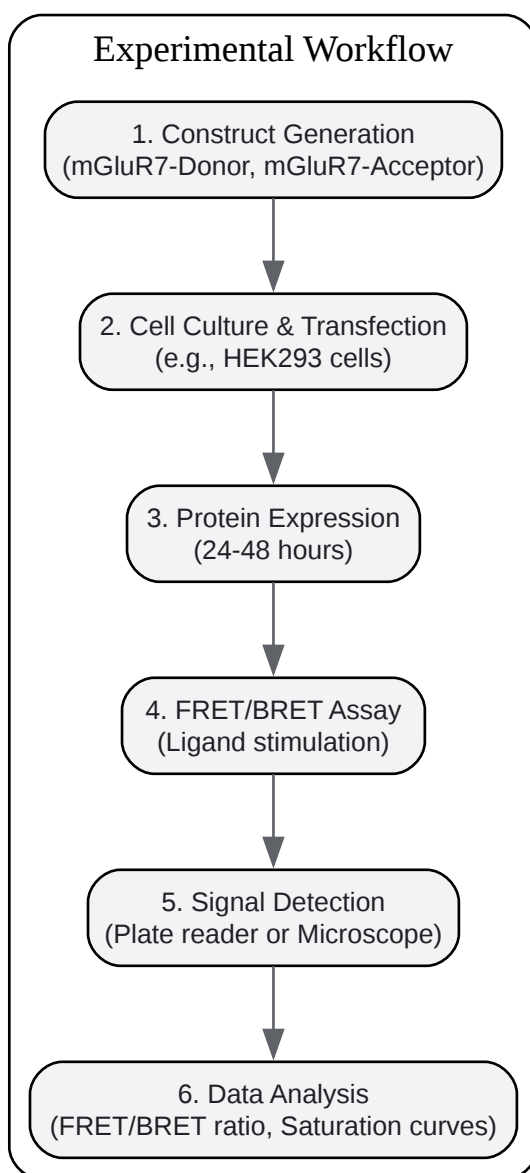 Experimental Workflow
1. Construct Generation
(mGluR7-Donor, mGluR7-Acceptor)
2. Cell Culture & Transfection
(e.g., HEK293 cells)
3. Protein Expression
(24-48 hours)
4. FRET/BRET Assay
(Ligand stimulation)
5. Signal Detection
(Plate reader or Microscope)
6. Data Analysis
(FRET/BRET ratio, Saturation curves)